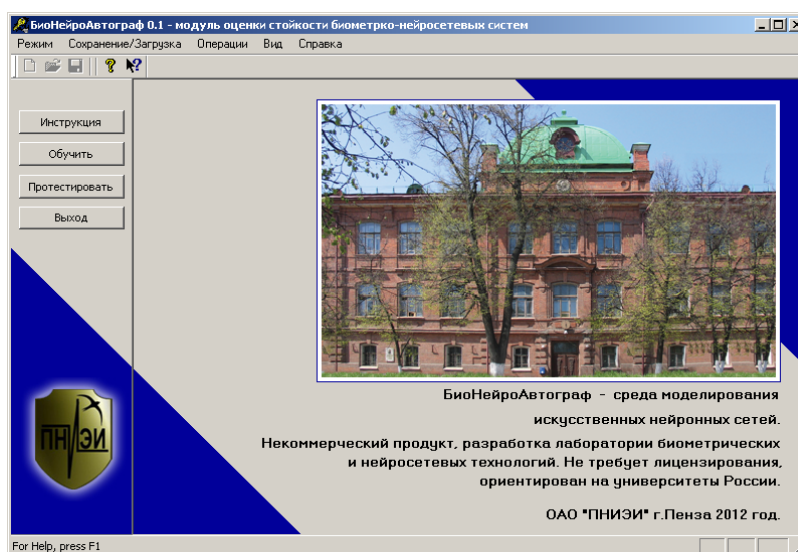 БиоНейроАвтограф 0.1 - модуль оценки стойкости биометрко-нейросетевых систем
Режим Сохранение/Загрузка Операции Вид Справка
Инструкция
Обучить
Протестировать
Выход
ПНИЭИ
БиоНейроАвтограф - среда моделирования
искусственных нейронных сетей.
Некоммерческий продукт, разработка лаборатории биометрических
и нейросетевых технологий. Не требует лицензирования,
ориентирован на университеты России.
ОАО "ПНИЭИ" г.Пенза 2012 год.
For Help, press F1